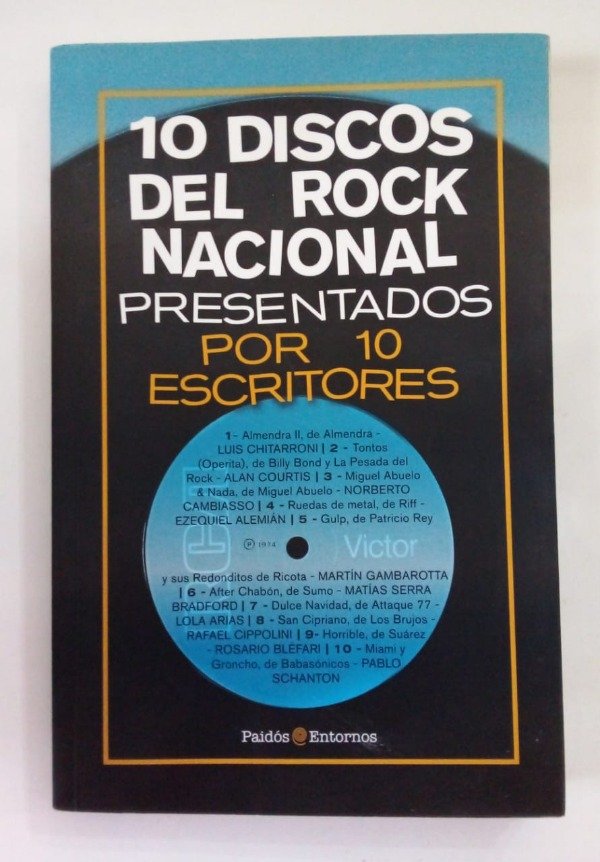 10 DISCOS
DEL ROCK
NACIONAL
PRESENTADOS
POR 10
ESCRITORES
1- Almendra II, de Almendra -
LUIS CHITARRONI | 2 - Tontos
(Operita), de Billy Bond y La Pesada del
Rock - ALAN COURTIS | 3 - Miguel Abuelo
& Nada, de Miguel Abuelo - NORBERTO
CAMBIASSO | 4 - Ruedas de metal, de Riff -
EZEQUIEL ALEMIÁN | 5 - Gulp, de Patricio Rey
℗ 1974
Victor
y sus Redonditos de Ricota - MARTÍN GAMBAROTTA
| 6 - After Chabón, de Sumo - MATÍAS SERRA
BRADFORD | 7 - Dulce Navidad, de Attaque 77 -
LOLA ARIAS | 8 - San Cipriano, de Los Brujos -
RAFAEL CIPPOLINI | 9- Horrible, de Suárez
- ROSARIO BLÉFARI | 10 - Miami y
Groncho, de Babasónicos - PABLO
SCHANTON
Paidós Entornos